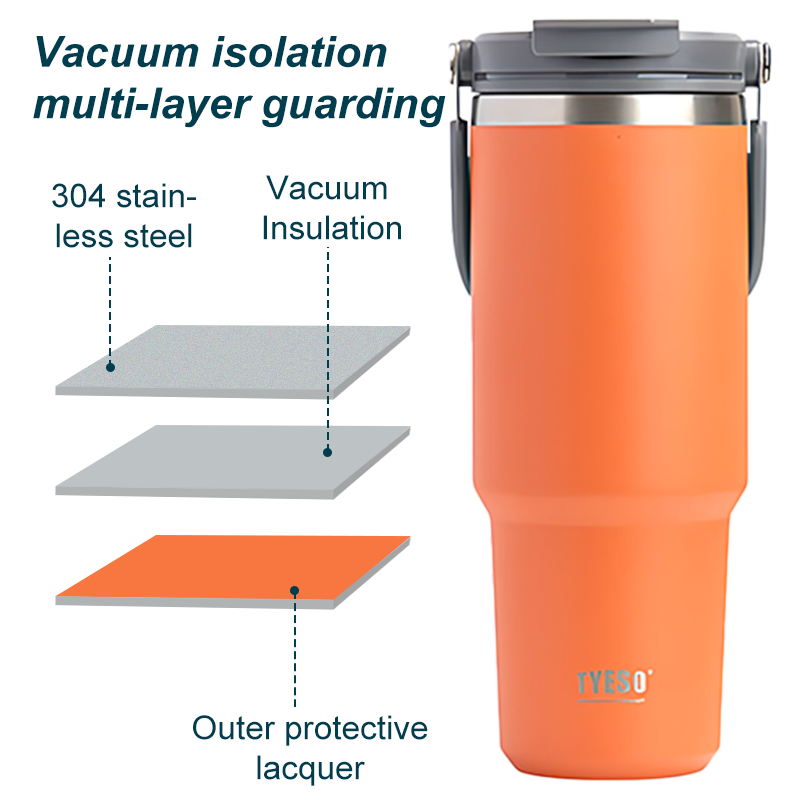 Vacuum isolation
multi-layer guarding
304 stain-
less steel
Vacuum
Insulation
Outer protective
lacquer
TYESO